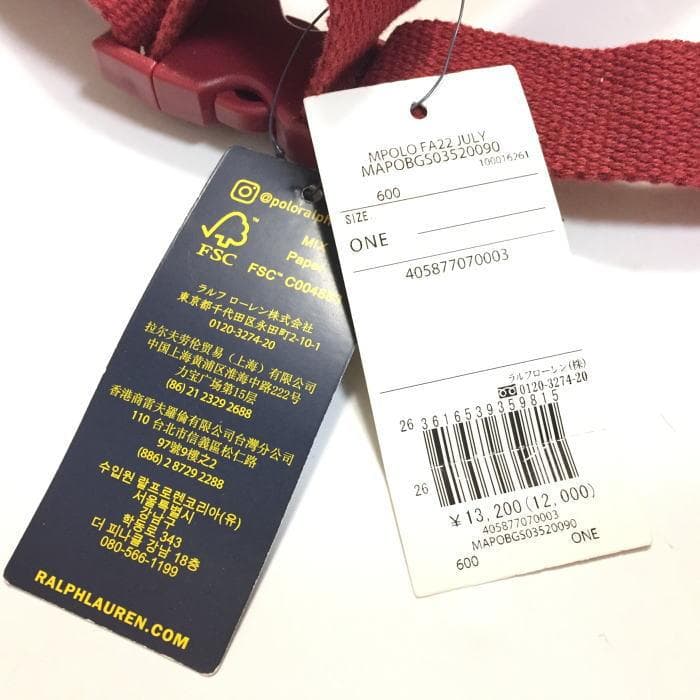 @poloralph
FSC™
MIX
Paper
FSC™ C0048
ラルフ ローレン株式会社
東京都千代田区永田町2-10-1
0120-3274-20
拉尔夫劳伦贸易（上海）有限公司
中国上海黄浦区淮海中路222号
力宝广场第15层
(86) 21 2329 2688
香港商雷夫羅倫有限公司台灣分公司
110 台北市信義區松仁路
97號9樓之2
(886) 2 8729 2288
수입원 랄프로렌코리아(유)
서울특별시
강남구
학동로 343
더 피나클강남 18층
080-566-1199
RALPHLAUREN.COM
MPOLO FA22 JULY
MAPOBGS03520090
100016261
600
SIZE
ONE
405877070003
ラルフローレン(株)
0120-3274-20
26 3616539359815
26
¥13,200(12,000)
405877070003
MAPOBGS03520090
600 ONE